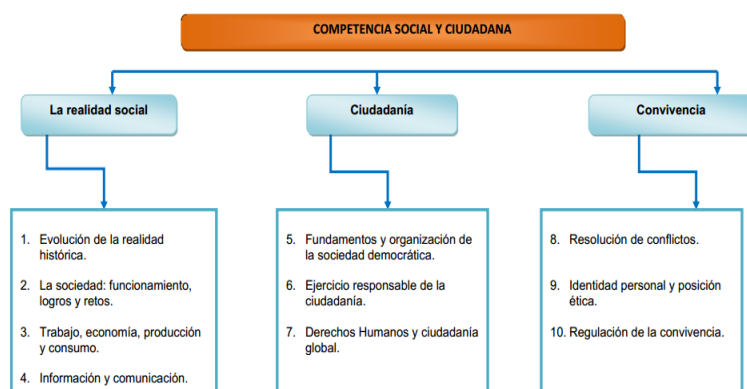 COMPETENCIA SOCIAL Y CIUDADANA
La realidad social
Ciudadanía
Convivencia
1. Evolución de la realidad
histórica.
2. La sociedad: funcionamiento,
logros y retos.
3. Trabajo, economía, producción
y consumo.
4. Información y comunicación.
5. Fundamentos y organización de
la sociedad democrática.
6. Ejercicio responsable de la
ciudadanía.
7. Derechos Humanos y ciudadanía
global.
8. Resolución de conflictos.
9. Identidad personal y posición
ética.
10. Regulación de la convivencia.